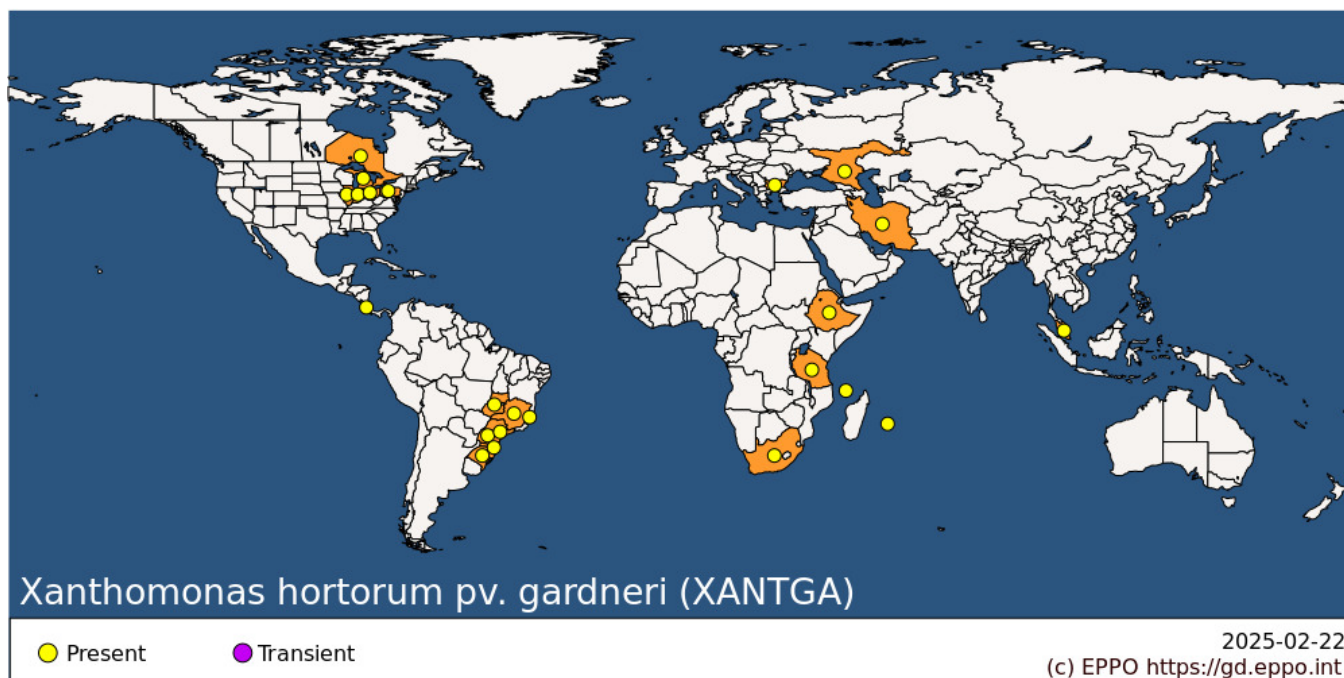 Xanthomonas hortorum pv. gardneri (XANTGA)
Present
Transient
2025-02-22
(c) EPPO https://gd.eppo.int